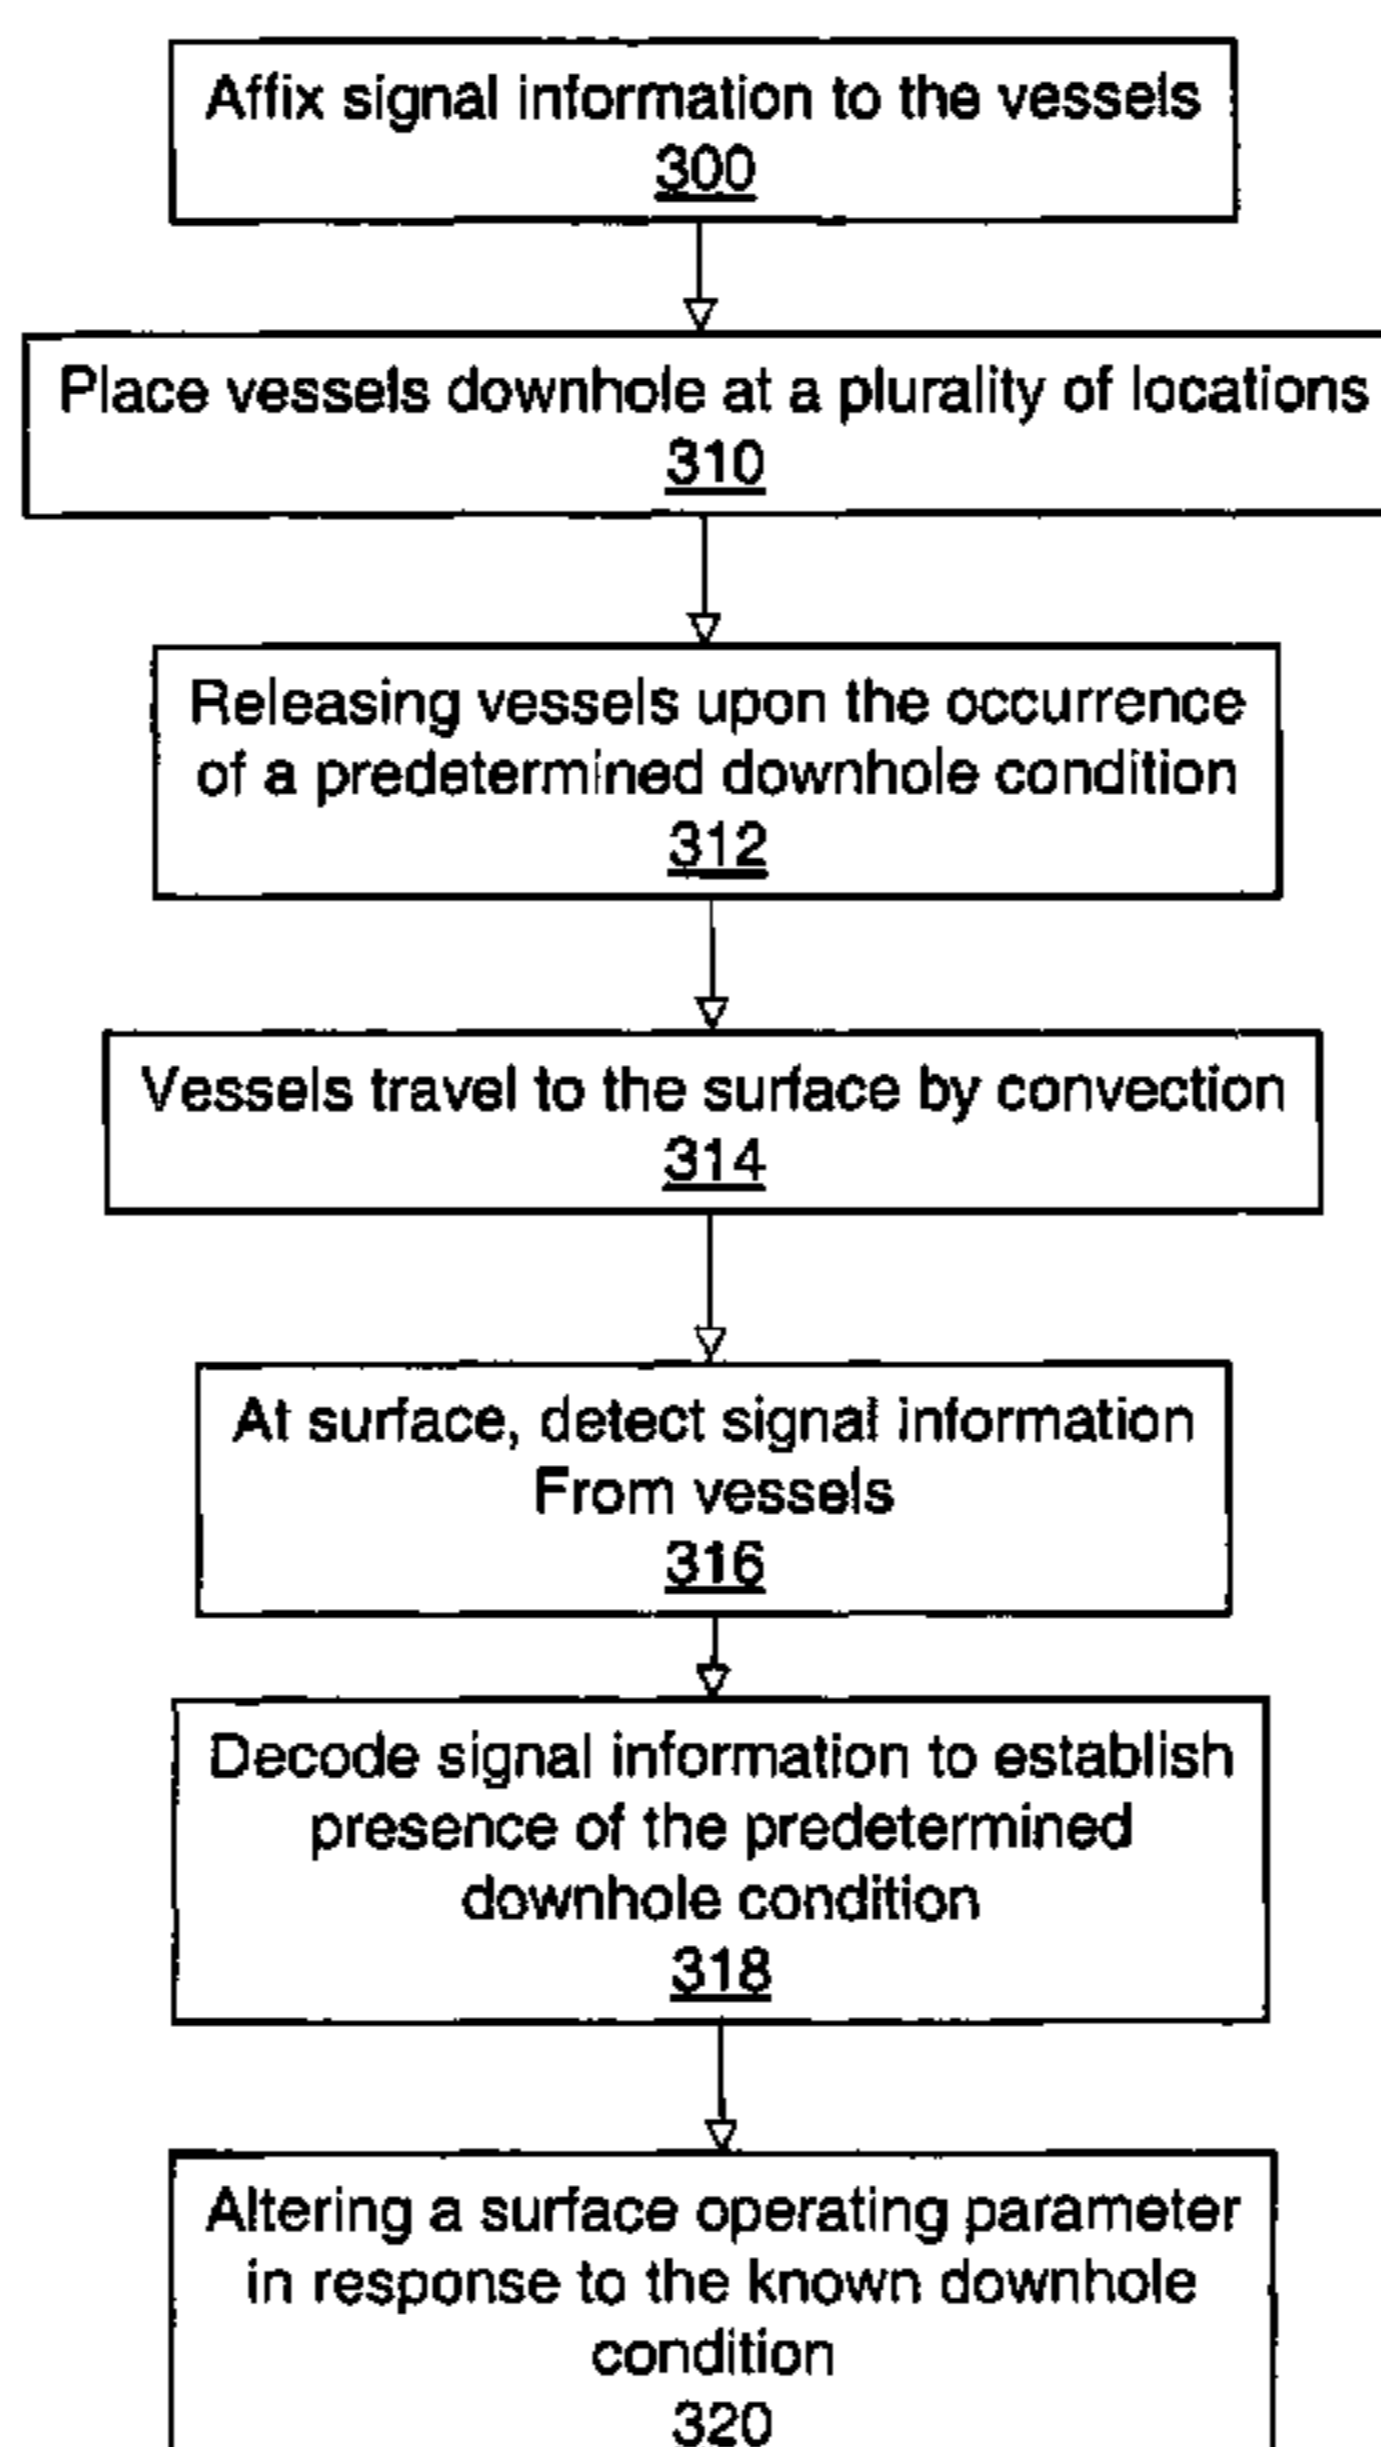 Affix signal information to the vessels
300
Place vessels downhole at a plurality of locations
310
Releasing vessels upon the occurrence
of a predetermined downhole condition
312
Vessels travel to the surface by convection
314
At surface, detect signal information
From vessels
316
Decode signal information to establish
presence of the predetermined
downhole condition
318
Altering a surface operating parameter
in response to the known downhole
condition
320